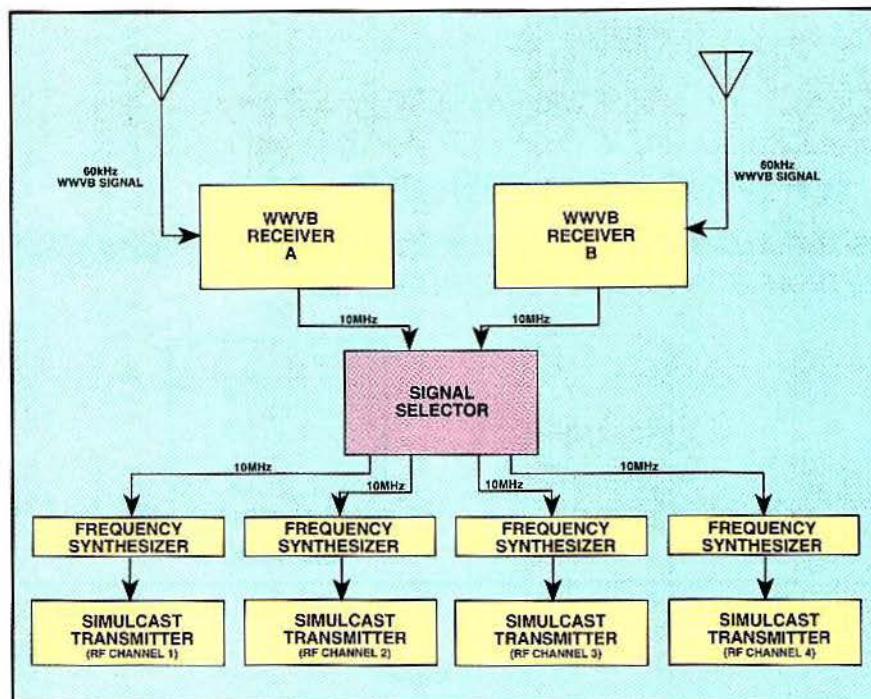 60kHz
WWVB SIGNAL
60kHz
WWVB SIGNAL
WWVB
RECEIVER
A
WWVB
RECEIVER
B
10MHz
10MHz
SIGNAL
SELECTOR
10MHz
10MHz
10MHz
10MHz
FREQUENCY
SYNTHESIZER
FREQUENCY
SYNTHESIZER
FREQUENCY
SYNTHESIZER
FREQUENCY
SYNTHESIZER
SIMULCAST
TRANSMITTER
(RF CHANNEL 1)
SIMULCAST
TRANSMITTER
(RF CHANNEL 2)
SIMULCAST
TRANSMITTER
(RF CHANNEL 3)
SIMULCAST
TRANSMITTER
(RF CHANNEL 4)